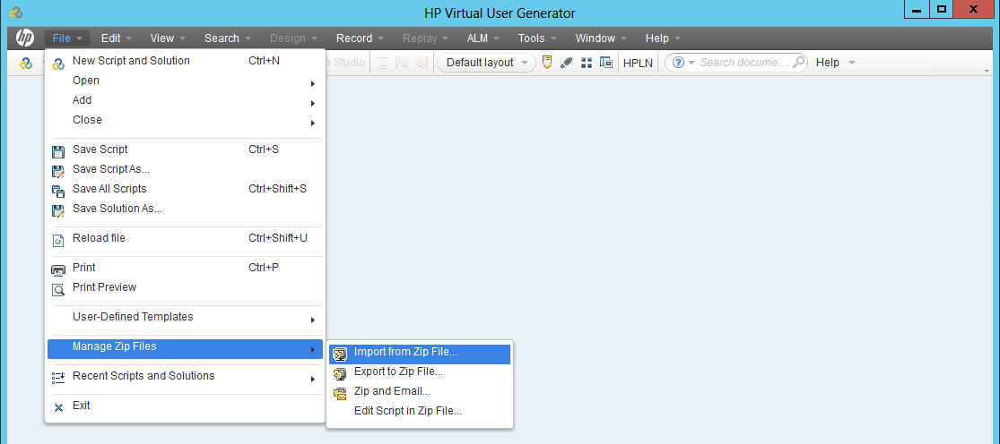 HP Virtual User Generator
hp File Edit View Search Design Record Replay ALM Tools Window Help
Studio Default layout HPLN ? Search docume... Help
New Script and Solution Ctrl+N
Open
Add
Close
Save Script Ctrl+S
Save Script As...
Save All Scripts Ctrl+Shift+S
Save Solution As...
Reload file Ctrl+Shift+U
Print Ctrl+P
Print Preview
User-Defined Templates
Manage Zip Files
Import from Zip File...
Export to Zip File...
Zip and Email...
Edit Script in Zip File...
Recent Scripts and Solutions
Exit